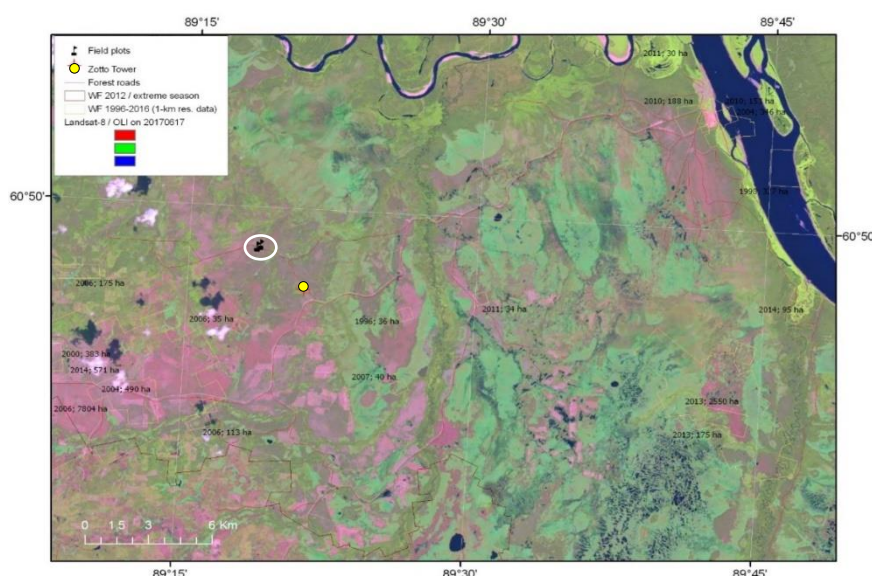 89°15' 89°30' 89°45'
Field plots
Zotto Tower
Forest roads
WF 2012 / extreme season
WF 1996-2016 (1-km res. data)
Landsat-8 / OLI on 20170617
2011; 30 ha
2010; 188 ha
60°50'
60°50'
2006; 175 ha
2006; 35 ha
1996; 36 ha
2011; 34 ha
2014; 95 ha
2000; 383 ha
2014; 571 ha
2004; 490 ha
2007; 40 ha
2006; 7804 ha
2013; 2550 ha
2006; 113 ha
2013; 175 ha
0 1,5 3 6 Km
89°15' 89°30' 89°45'